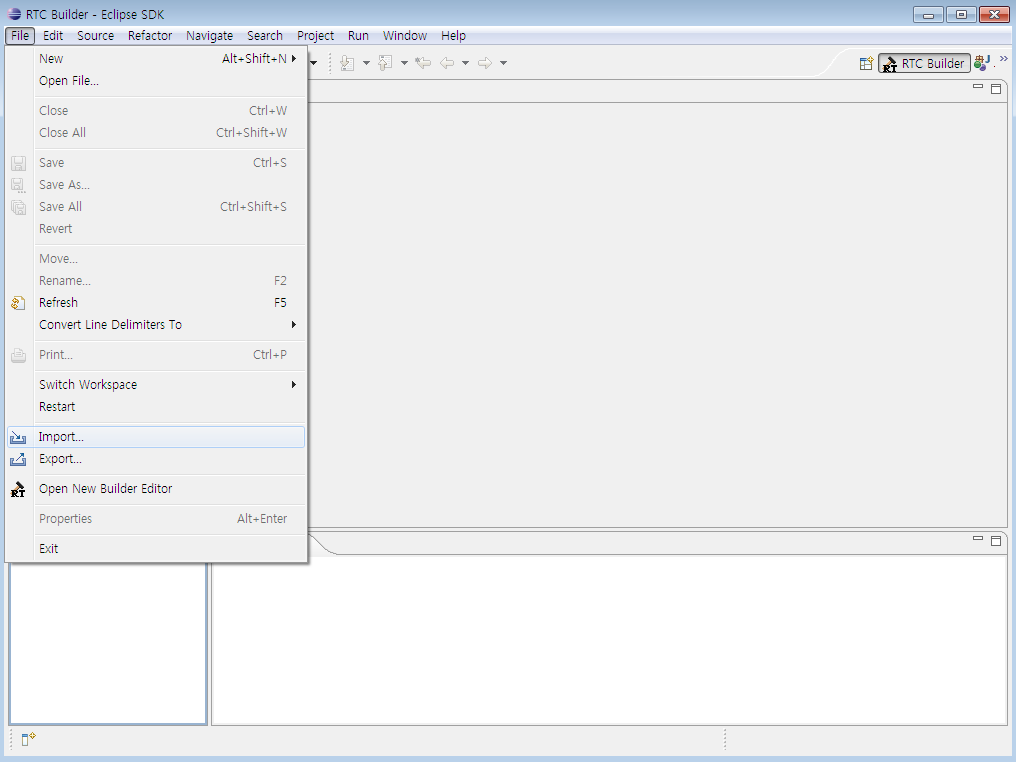 RTC Builder - Eclipse SDK
File Edit Source Refactor Navigate Search Project Run Window Help
RTC Builder
New Alt+Shift+N
Open File...
Close Ctrl+W
Close All Ctrl+Shift+W
Save Ctrl+S
Save As...
Save All Ctrl+Shift+S
Revert
Move...
Rename... F2
Refresh F5
Convert Line Delimiters To
Print... Ctrl+P
Switch Workspace
Restart
Import...
Export...
Open New Builder Editor
Properties Alt+Enter
Exit